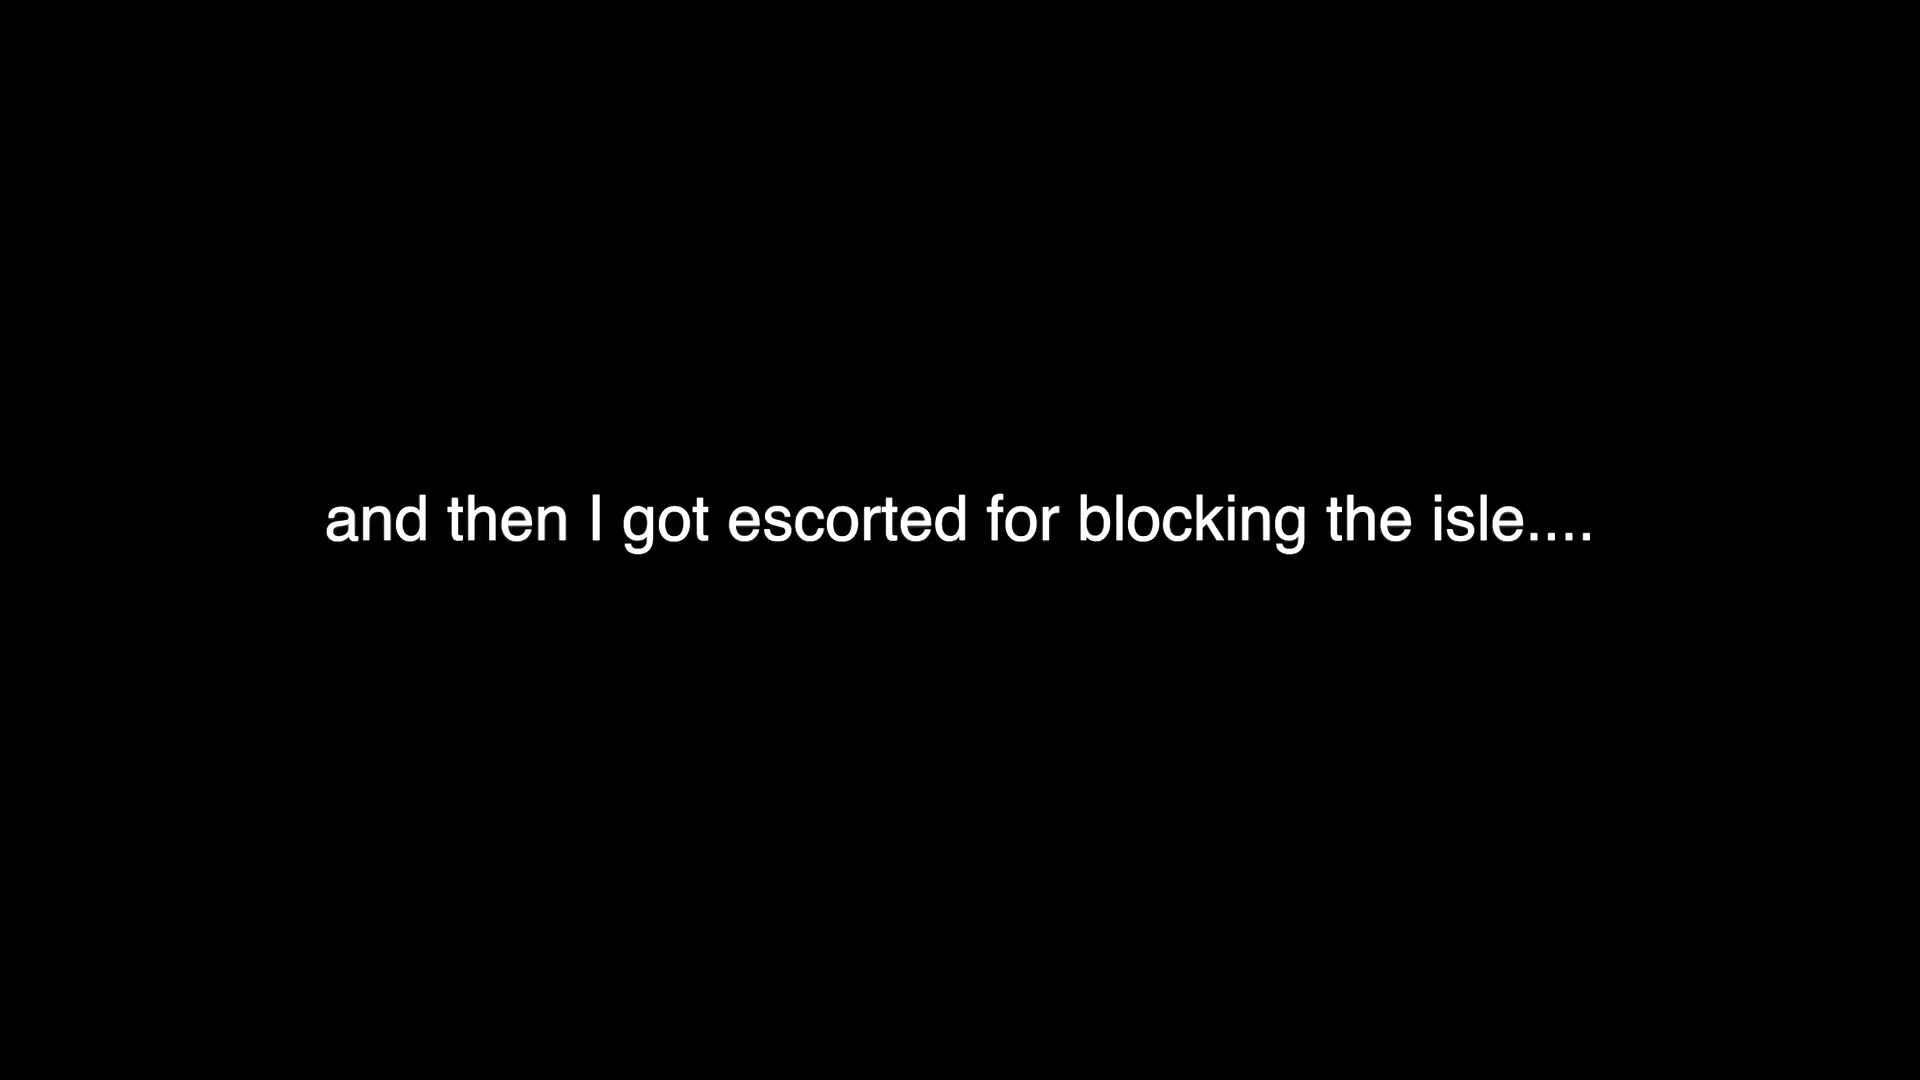 and then I got escorted for blocking the isle....